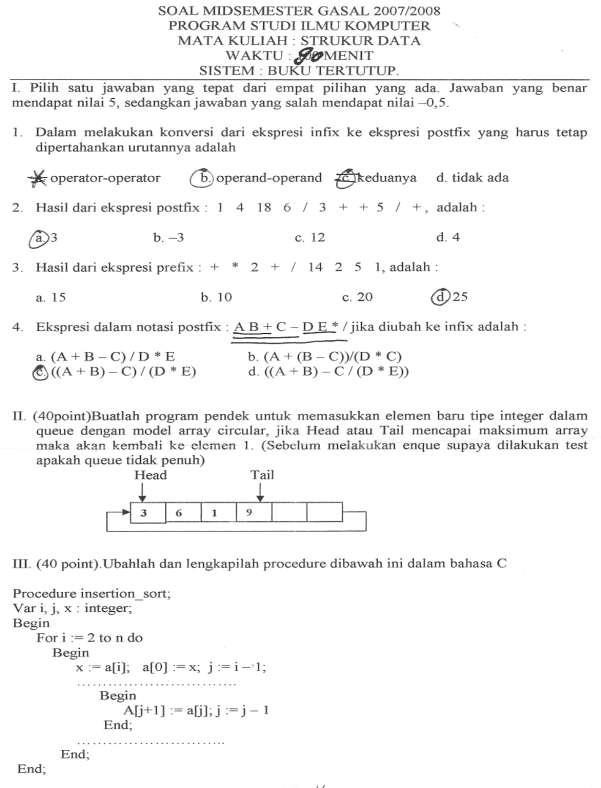 SOAL MIDSEMESTER GASAL 2007/2008
PROGRAM STUDI ILMU KOMPUTER
MATA KULIAH : STRUKUR DATA
WAKTU : 90 MENIT
SISTEM : BUKU TERTUTUP.
I. Pilih satu jawaban yang tepat dari empat pilihan yang ada. Jawaban yang benar
mendapat nilai 5, sedangkan jawaban yang salah mendapat nilai –0,5.
1. Dalam melakukan konversi dari ekspresi infix ke ekspresi postfix yang harus tetap
dipertahankan urutannya adalah
a. operator-operator b. operand-operand c. keduanya d. tidak ada
2. Hasil dari ekspresi postfix : 1 4 18 6 / 3 + + 5 / +, adalah :
a. 3 b. –3 c. 12 d. 4
3. Hasil dari ekspresi prefix : + * 2 + / 14 2 5 1, adalah :
a. 15 b. 10 c. 20 d. 25
4. Ekspresi dalam notasi postfix : A B + C – D E * / jika diubah ke infix adalah :
a. (A + B – C) / D * E b. (A + (B – C))/(D * C)
c. ((A + B) – C) / (D * E) d. ((A + B) – C / (D * E))
II. (40point)Buatlah program pendek untuk memasukkan elemen baru tipe integer dalam
queue dengan model array circular, jika Head atau Tail mencapai maksimum array
maka akan kembali ke elemen 1. (Sebelum melakukan enque supaya dilakukan test
apakah queue tidak penuh)
Head Tail
3 6 1 9
III. (40 point).Ubahlah dan lengkapilah procedure dibawah ini dalam bahasa C
Procedure insertion_sort;
Var i, j, x : integer;
Begin
For i := 2 to n do
Begin
x := a[i]; a[0] := x; j := i – 1;
................................
Begin
A[j+1] := a[j]; j := j – 1
End;
..............................
End;
End;